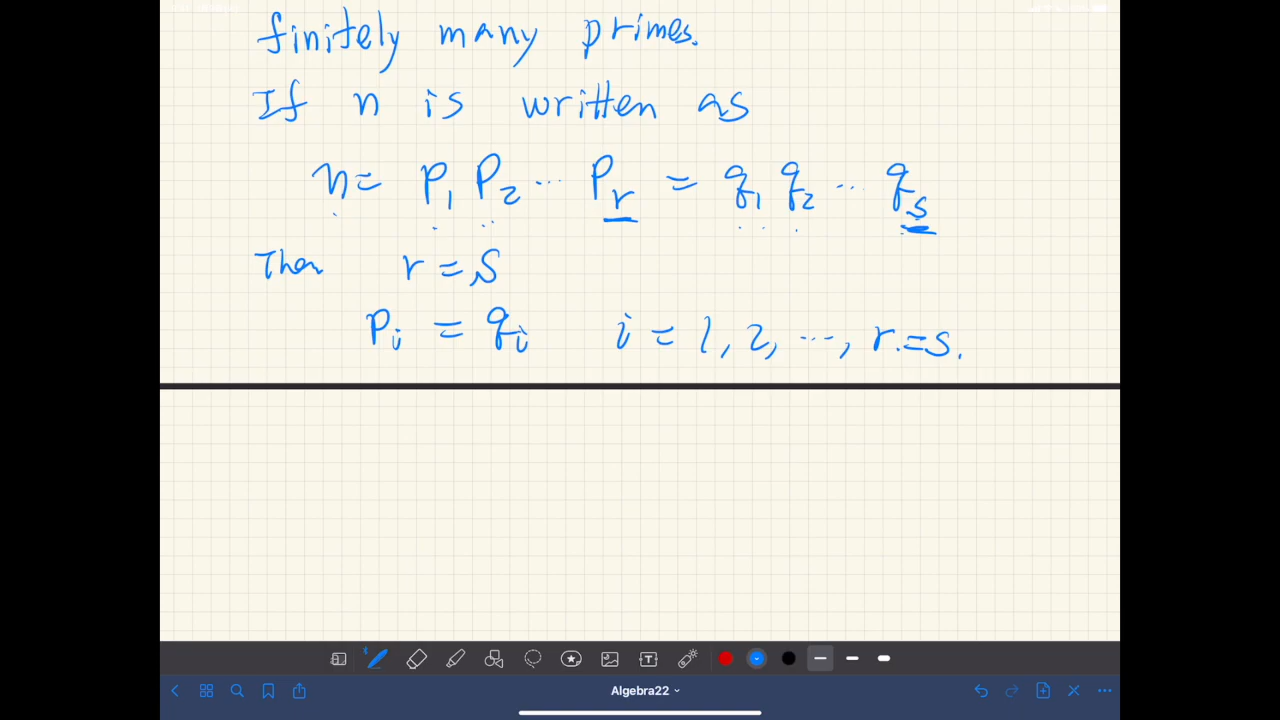 finitely many primes.
If n is written as
n = p₁ p₂ ... pᵣ = q₁ q₂ ... qₛ
Then r = s
pᵢ = qᵢ i = 1, 2, ..., r = s.
Algebra22